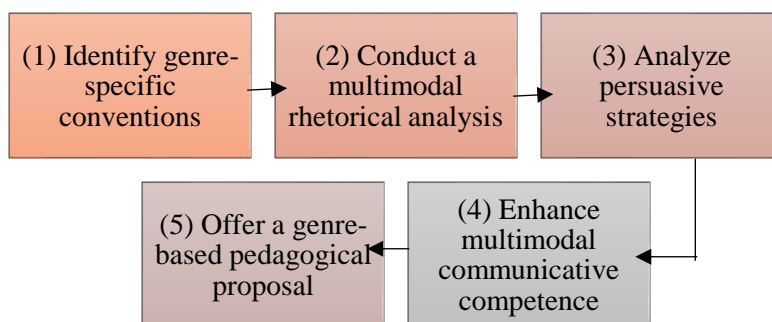 (1) Identify genre-
specific
conventions
(2) Conduct a
multimodal
rhetorical analysis
(3) Analyze
persuasive
strategies
(4) Enhance
multimodal
communicative
competence
(5) Offer a genre-
based pedagogical
proposal